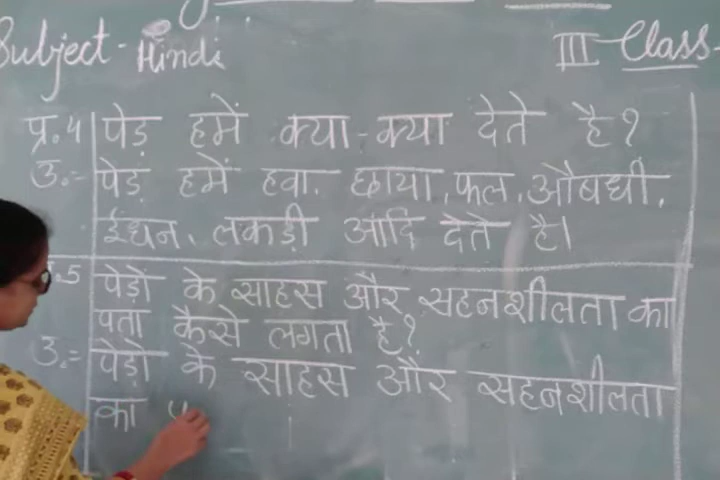 Subject - Hindi
III Class-
प्र.4 पेड़ हमें क्या-क्या देते है?
उ.- पेड़ हमें हवा, छाया, फल, औषधी,
ईंधन, लकड़ी आदि देते है।
.5 पेड़ों के साहस और सहनशीलता का
पता कैसे लगता है?
उ.= पेड़ों के साहस और सहनशीलता
का